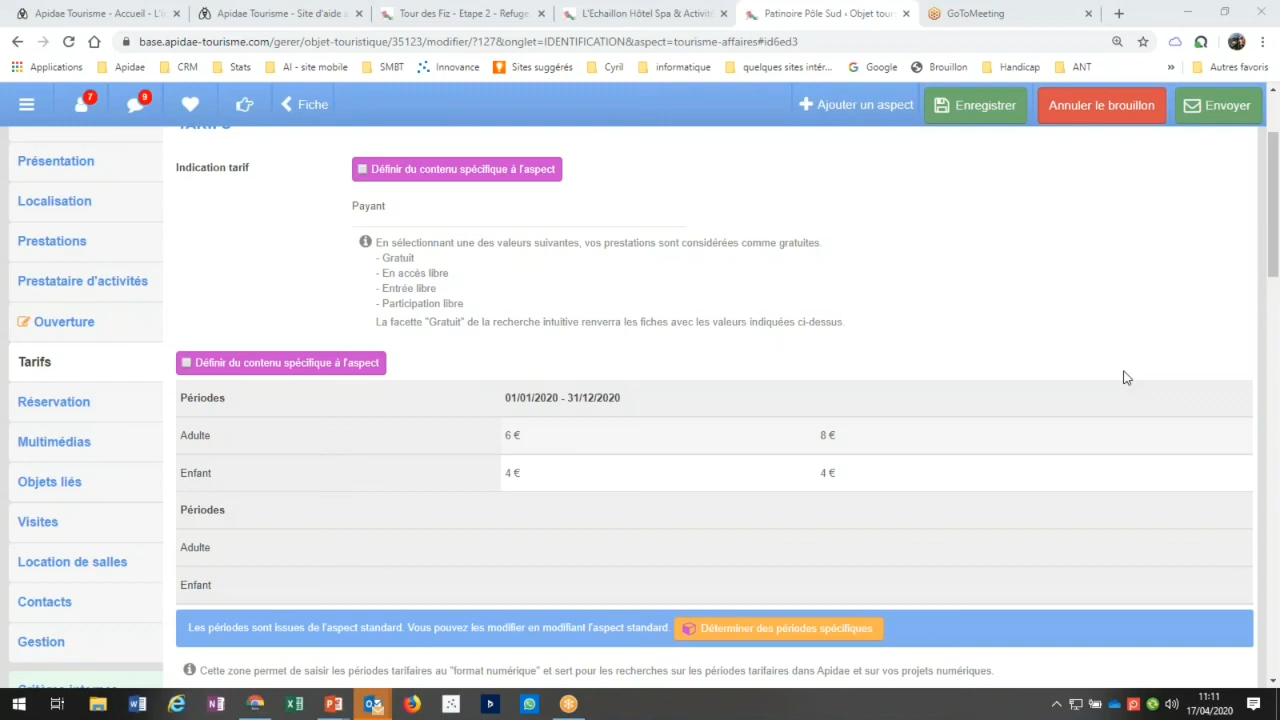 Apidae Tourisme - Accueil - L'i
Apidae Tourisme - Site d'aide a
Tour des Fiz - Etape 2 - Refuge
L'Echaillon Hôtel Spa & Activité
Patinoire Pôle Sud ‹ Objet tour
GoToMeeting
base.apidae-tourisme.com/gerer/objet-touristique/35123/modifier/?127&onglet=IDENTIFICATION&aspect=tourisme-affaires#id6ed3
Applications
Apidae
CRM
Stats
AI - site mobile
SMBT
Innovance
Sites suggérés
Cyril
informatique
quelques sites intér...
Google
Brouillon
Handicap
ANT
»
Autres favoris
7
9
Fiche
Ajouter un aspect
Enregistrer
Annuler le brouillon
Envoyer
TARIFS
Présentation
Localisation
Prestations
Prestataire d'activités
Ouverture
Tarifs
Réservation
Multimédias
Objets liés
Visites
Location de salles
Contacts
Gestion
Critères internes
Indication tarif
Définir du contenu spécifique à l'aspect
Payant
En sélectionnant une des valeurs suivantes, vos prestations sont considérées comme gratuites.
- Gratuit
- En accès libre
- Entrée libre
- Participation libre
La facette "Gratuit" de la recherche intuitive renverra les fiches avec les valeurs indiquées ci-dessus.
Définir du contenu spécifique à l'aspect
Périodes 01/01/2020 - 31/12/2020
Adulte 6 € 8 €
Enfant 4 € 4 €
Périodes
Adulte
Enfant
Les périodes sont issues de l'aspect standard. Vous pouvez les modifier en modifiant l'aspect standard. Déterminer des périodes spécifiques
Cette zone permet de saisir les périodes tarifaires au "format numérique" et sert pour les recherches sur les périodes tarifaires dans Apidae et sur vos projets numériques.
11:11
17/04/2020